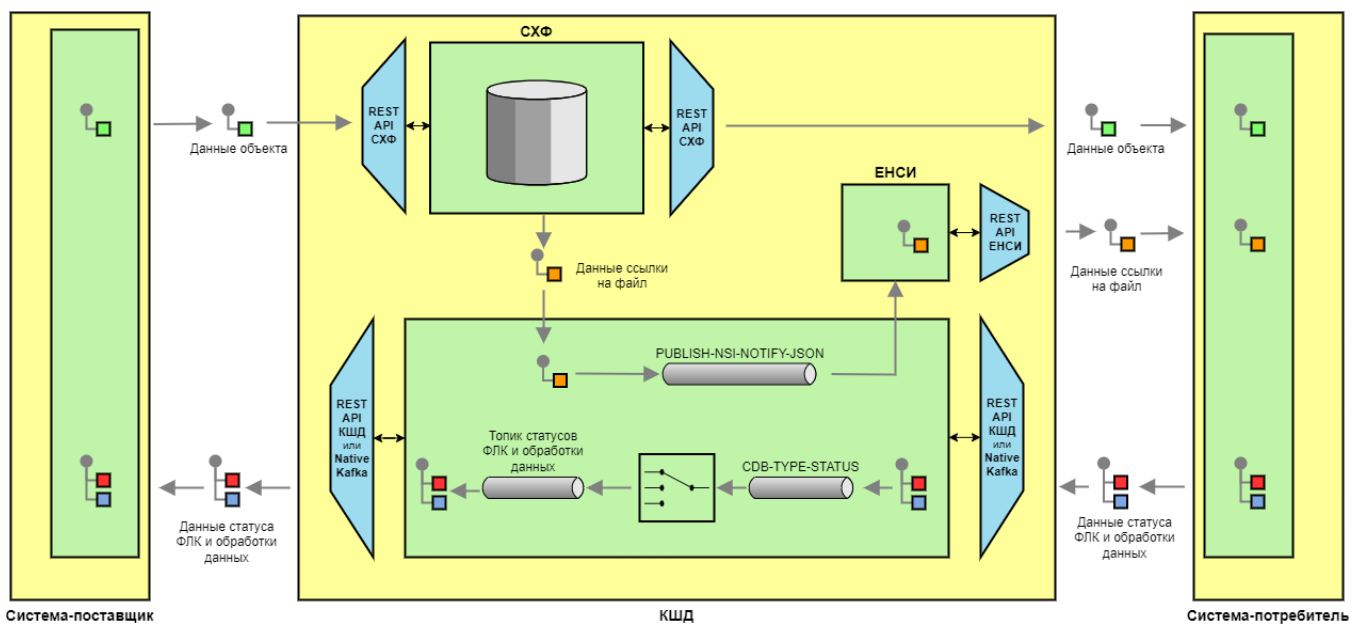 СХФ
REST
API
СХФ
REST
API
СХФ
Данные объекта
Данные объекта
ЕНСИ
REST
API
ЕНСИ
Данные ссылки
на файл
Данные ссылки
на файл
PUBLISH-NSI-NOTIFY-JSON
REST
API
КШД
или
Native
Kafka
REST
API
КШД
или
Native
Kafka
Топик статусов
ФЛК и обработки
данных
CDB-TYPE-STATUS
Данные статуса
ФЛК и обработки
данных
Данные статуса
ФЛК и обработки
данных
Система-поставщик
КШД
Система-потребитель